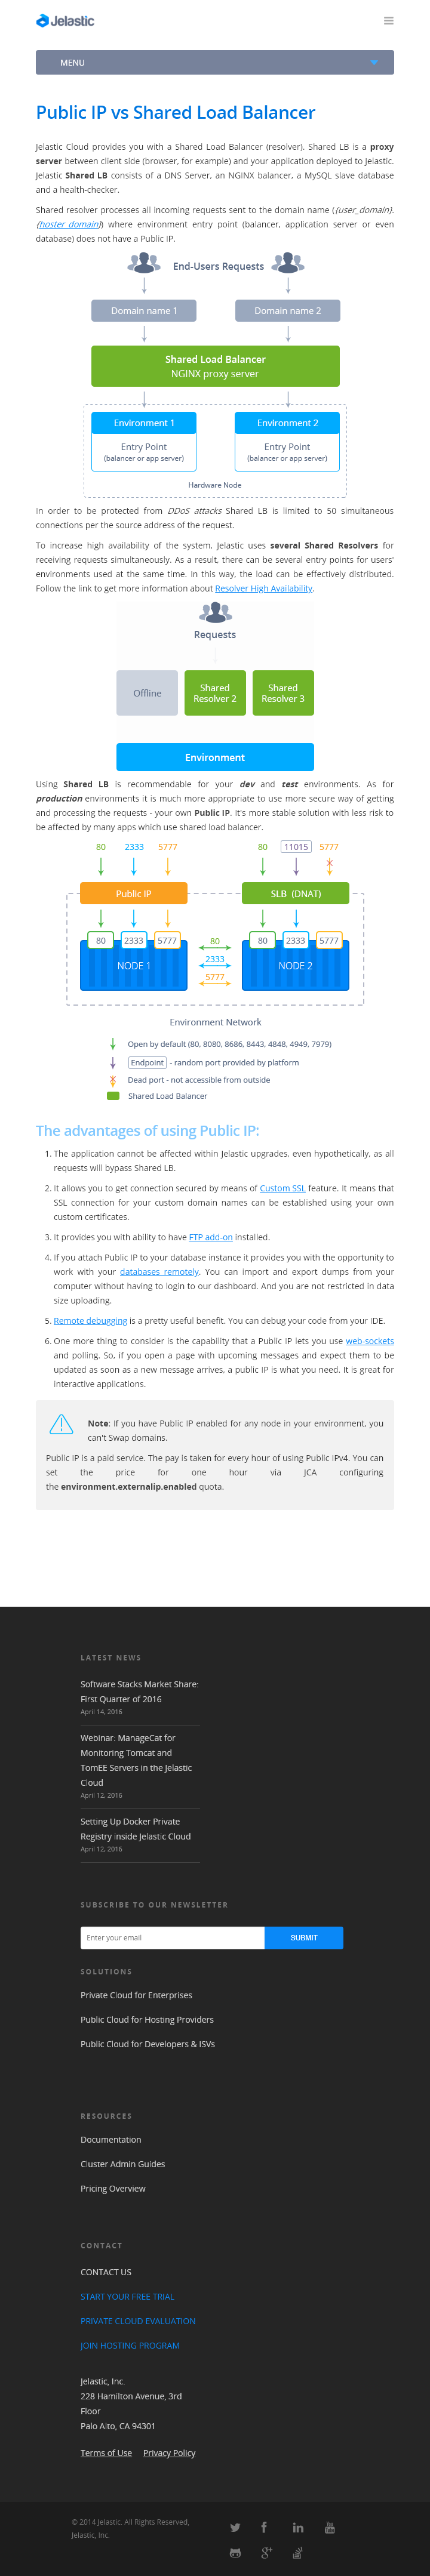 Jelastic
MENU
Public IP vs Shared Load Balancer
Jelastic Cloud provides you with a Shared Load Balancer (resolver). Shared LB is a proxy
server between client side (browser, for example) and your application deployed to Jelastic.
Jelastic Shared LB consists of a DNS Server, an NGINX balancer, a MySQL slave database
and a health-checker.
Shared resolver processes all incoming requests sent to the domain name ({user_domain}.
{hoster_domain}) where environment entry point (balancer, application server or even
database) does not have a Public IP.
End-Users Requests
Domain name 1
Domain name 2
Shared Load Balancer
NGINX proxy server
Environment 1
Environment 2
Entry Point
(balancer or app server)
Entry Point
(balancer or app server)
Hardware Node
In order to be protected from DDoS attacks Shared LB is limited to 50 simultaneous
connections per the source address of the request.
To increase high availability of the system, Jelastic uses several Shared Resolvers for
receiving requests simultaneously. As a result, there can be several entry points for users'
environments used at the same time. In this way, the load can be effectively distributed.
Follow the link to get more information about Resolver High Availability.
Requests
Offline
Shared
Resolver 2
Shared
Resolver 3
Environment
Using Shared LB is recommendable for your dev and test environments. As for
production environments it is much more appropriate to use more secure way of getting
and processing the requests - your own Public IP. It's more stable solution with less risk to
be affected by many apps which use shared load balancer.
80 2333 5777
80 11015 5777
Public IP
SLB (DNAT)
80 2333 5777
80
80 2333 5777
2333
NODE 1
NODE 2
5777
Environment Network
Open by default (80, 8080, 8686, 8443, 4848, 4949, 7979)
Endpoint - random port provided by platform
Dead port - not accessible from outside
Shared Load Balancer
The advantages of using Public IP:
1. The application cannot be affected within Jelastic upgrades, even hypothetically, as all
requests will bypass Shared LB.
2. It allows you to get connection secured by means of Custom SSL feature. It means that
SSL connection for your custom domain names can be established using your own
custom certificates.
3. It provides you with ability to have FTP add-on installed.
4. If you attach Public IP to your database instance it provides you with the opportunity to
work with your databases remotely. You can import and export dumps from your
computer without having to login to our dashboard. And you are not restricted in data
size uploading.
5. Remote debugging is a pretty useful benefit. You can debug your code from your IDE.
6. One more thing to consider is the capability that a Public IP lets you use web-sockets
and polling. So, if you open a page with upcoming messages and expect them to be
updated as soon as a new message arrives, a public IP is what you need. It is great for
interactive applications.
Note: If you have Public IP enabled for any node in your environment, you
can't Swap domains.
Public IP is a paid service. The pay is taken for every hour of using Public IPv4. You can
set the price for one hour via JCA configuring
the environment.externalip.enabled quota.
LATEST NEWS
Software Stacks Market Share:
First Quarter of 2016
April 14, 2016
Webinar: ManageCat for
Monitoring Tomcat and
TomEE Servers in the Jelastic
Cloud
April 12, 2016
Setting Up Docker Private
Registry inside Jelastic Cloud
April 12, 2016
SUBSCRIBE TO OUR NEWSLETTER
Enter your email
SUBMIT
SOLUTIONS
Private Cloud for Enterprises
Public Cloud for Hosting Providers
Public Cloud for Developers & ISVs
RESOURCES
Documentation
Cluster Admin Guides
Pricing Overview
CONTACT
CONTACT US
START YOUR FREE TRIAL
PRIVATE CLOUD EVALUATION
JOIN HOSTING PROGRAM
Jelastic, Inc.
228 Hamilton Avenue, 3rd
Floor
Palo Alto, CA 94301
Terms of Use Privacy Policy
© 2014 Jelastic. All Rights Reserved,
Jelastic, Inc.